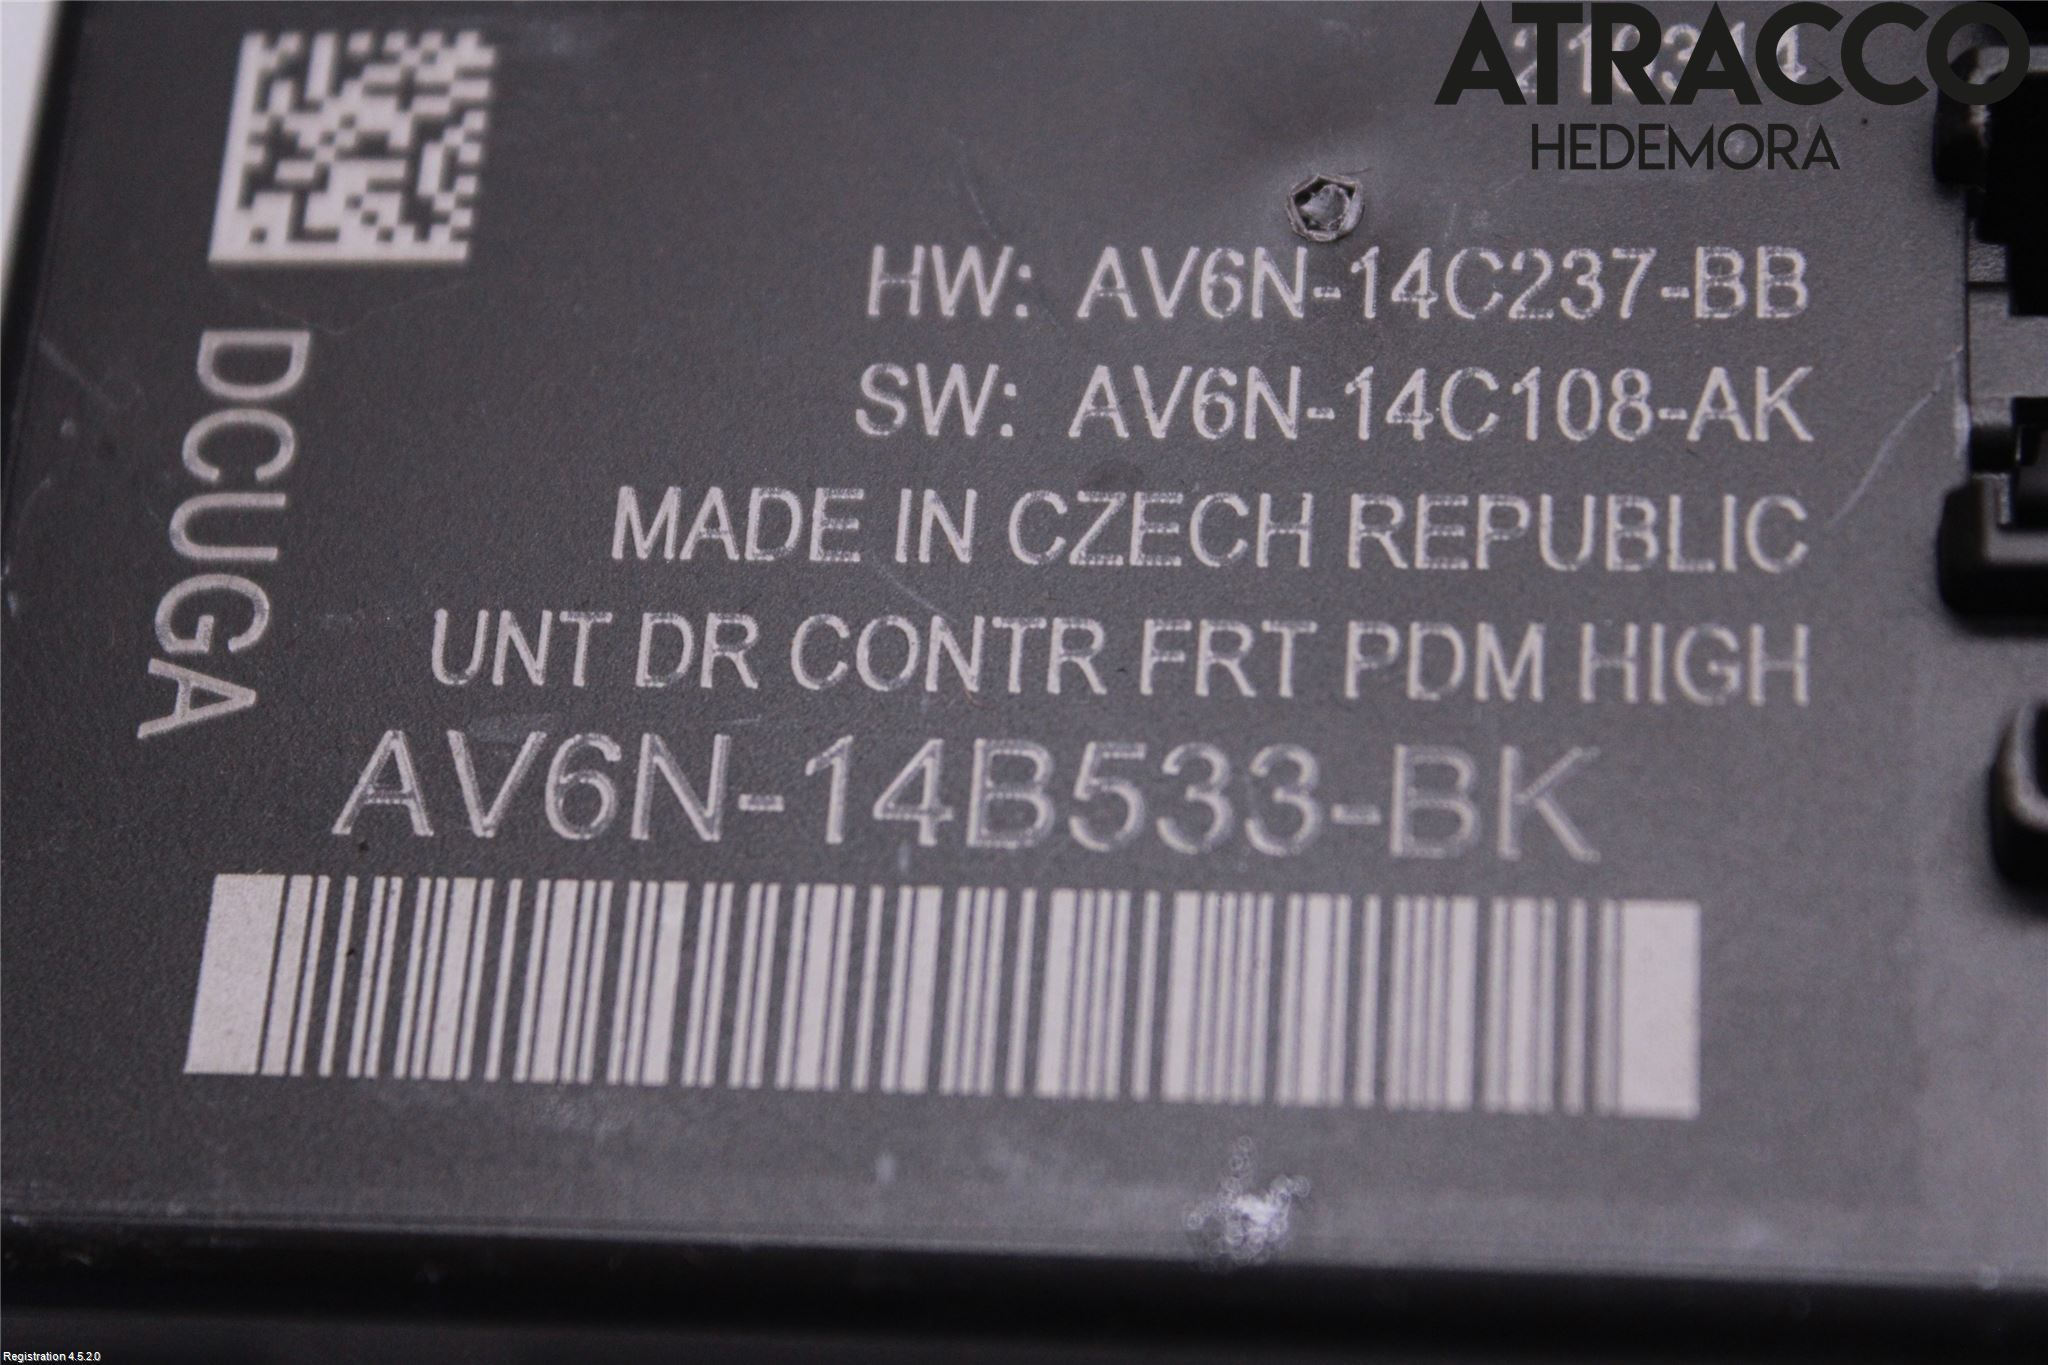 ATRACCO
HEDEMORA
HW: AV6N-14C237-BB
SW: AV6N-14C108-AK
MADE IN CZECH REPUBLIC
UNT DR CONTR FRT PDM HIGH
AV6N-14B533-BK
DCUGA
Registration 4.5.2.0